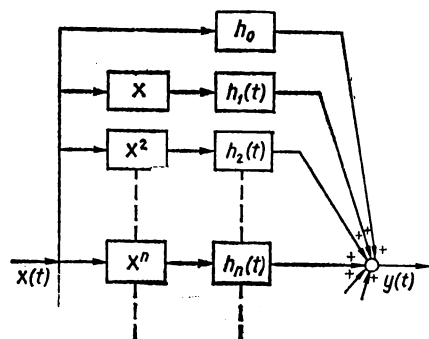 h₀
X h₁(t)
X² h₂(t)
Xⁿ hₙ(t)
x(t) y(t)
+ + + + + +